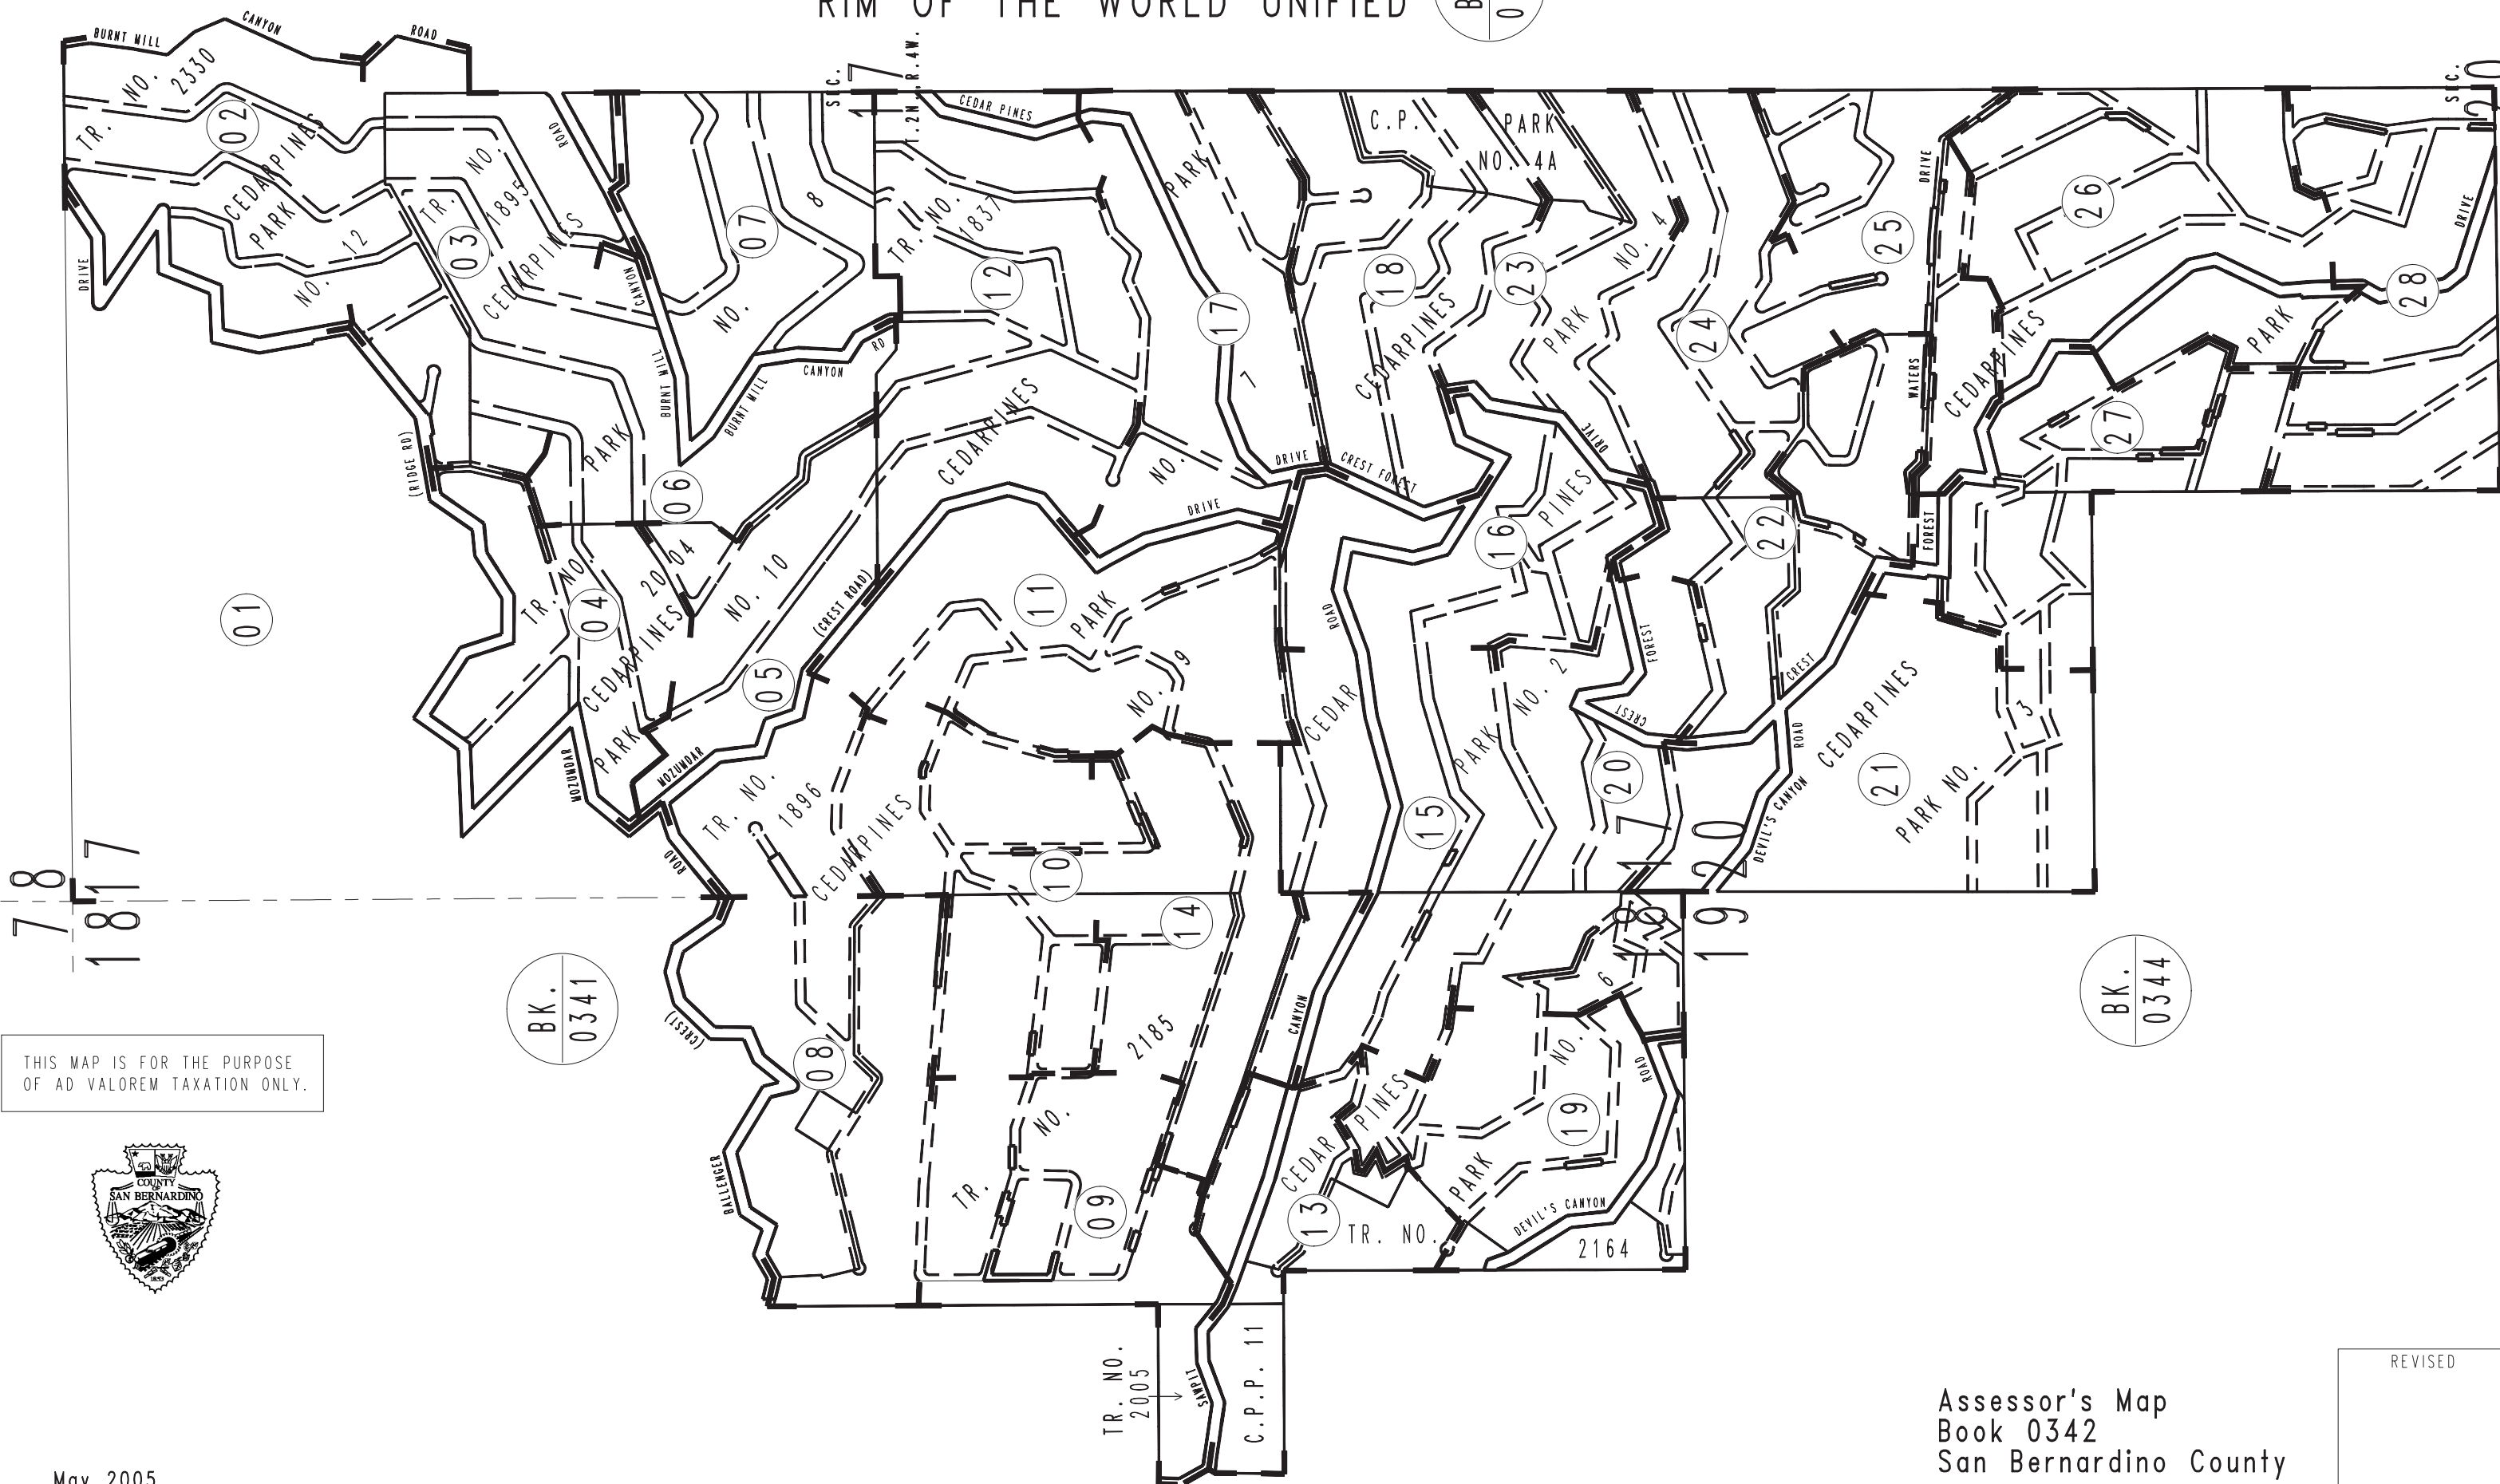 RIM OF THE WORLD UNIFIED
BURNT MILL
CANYON
ROAD
TR.
NO.
2330
02
CEDARPINES
PARK
NO. 12
DRIVE
TR.
NO.
1895
03
CEDARPINES
ROAD
CANYON
BURNT MILL
07
NO.
8
BURNT MILL
CANYON
RD
SEC.
17
T.2N.,R.4W.
CEDAR PINES
TR. NO.
1837
12
PARK
17
7
C.P.
PARK
NO. 4A
18
CEDARPINES
23
PARK
NO. 4
24
25
DRIVE
WATERS
26
CEDARPINES
PARK
27
28
DRIVE
SEC.
20
(RIDGE RD)
PARK
06
CEDARPINES
NO.
DRIVE
DRIVE
CREST FOREST
DRIVE
PINES
16
22
FOREST
01
TR. NO.
2004
04
CEDARPINES
NO. 10
PARK
05
(CREST ROAD)
11
PARK
NO. 9
ROAD
CEDAR
PARK
NO. 2
FOREST
CREST
CREST
ROAD
CEDARPINES
PARK NO.
3
21
20
15
DEVIL'S CANYON
MOZUMDAR
MOZUMDAR
ROAD
TR. NO.
1896
CEDARPINES
10
14
7
8
18
17
17
20
18
19
BK.
0341
BK.
0344
(CREST)
08
2185
NO.
TR.
09
CANYON
CEDAR
PINES
PARK
NO.
6
19
ROAD
13
TR. NO.
2164
DEVIL'S CANYON
BALLENGER
THIS MAP IS FOR THE PURPOSE
OF AD VALOREM TAXATION ONLY.
COUNTY
OF
SAN BERNARDINO
1853
TR. NO.
2005
SAWPIT
C.P.P. 11
REVISED
Assessor's Map
Book 0342
San Bernardino County
May 2005